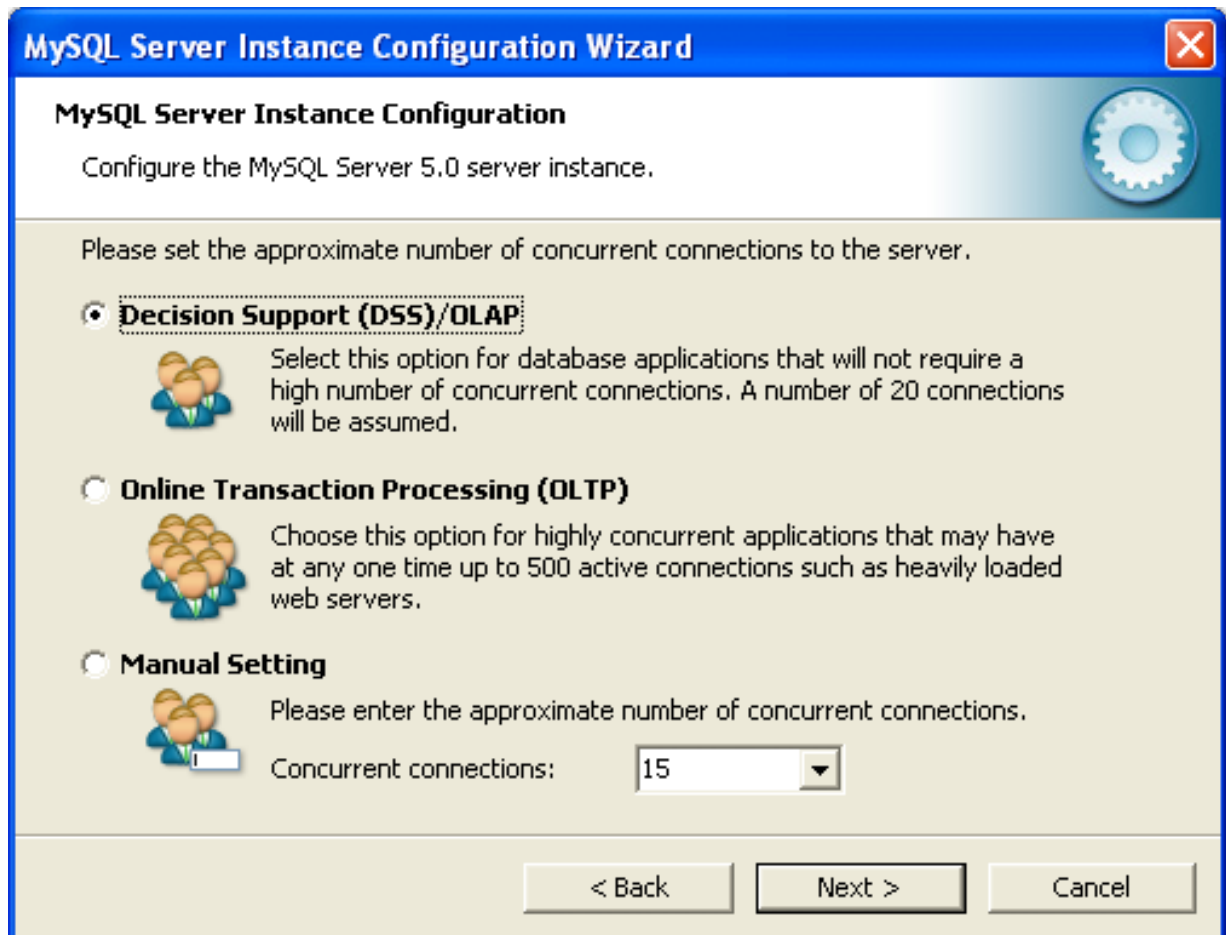 MySQL Server Instance Configuration Wizard
MySQL Server Instance Configuration
Configure the MySQL Server 5.0 server instance.
Please set the approximate number of concurrent connections to the server.
Decision Support (DSS)/OLAP
Select this option for database applications that will not require a
high number of concurrent connections. A number of 20 connections
will be assumed.
Online Transaction Processing (OLTP)
Choose this option for highly concurrent applications that may have
at any one time up to 500 active connections such as heavily loaded
web servers.
Manual Setting
Please enter the approximate number of concurrent connections.
Concurrent connections: 15
< Back Next > Cancel